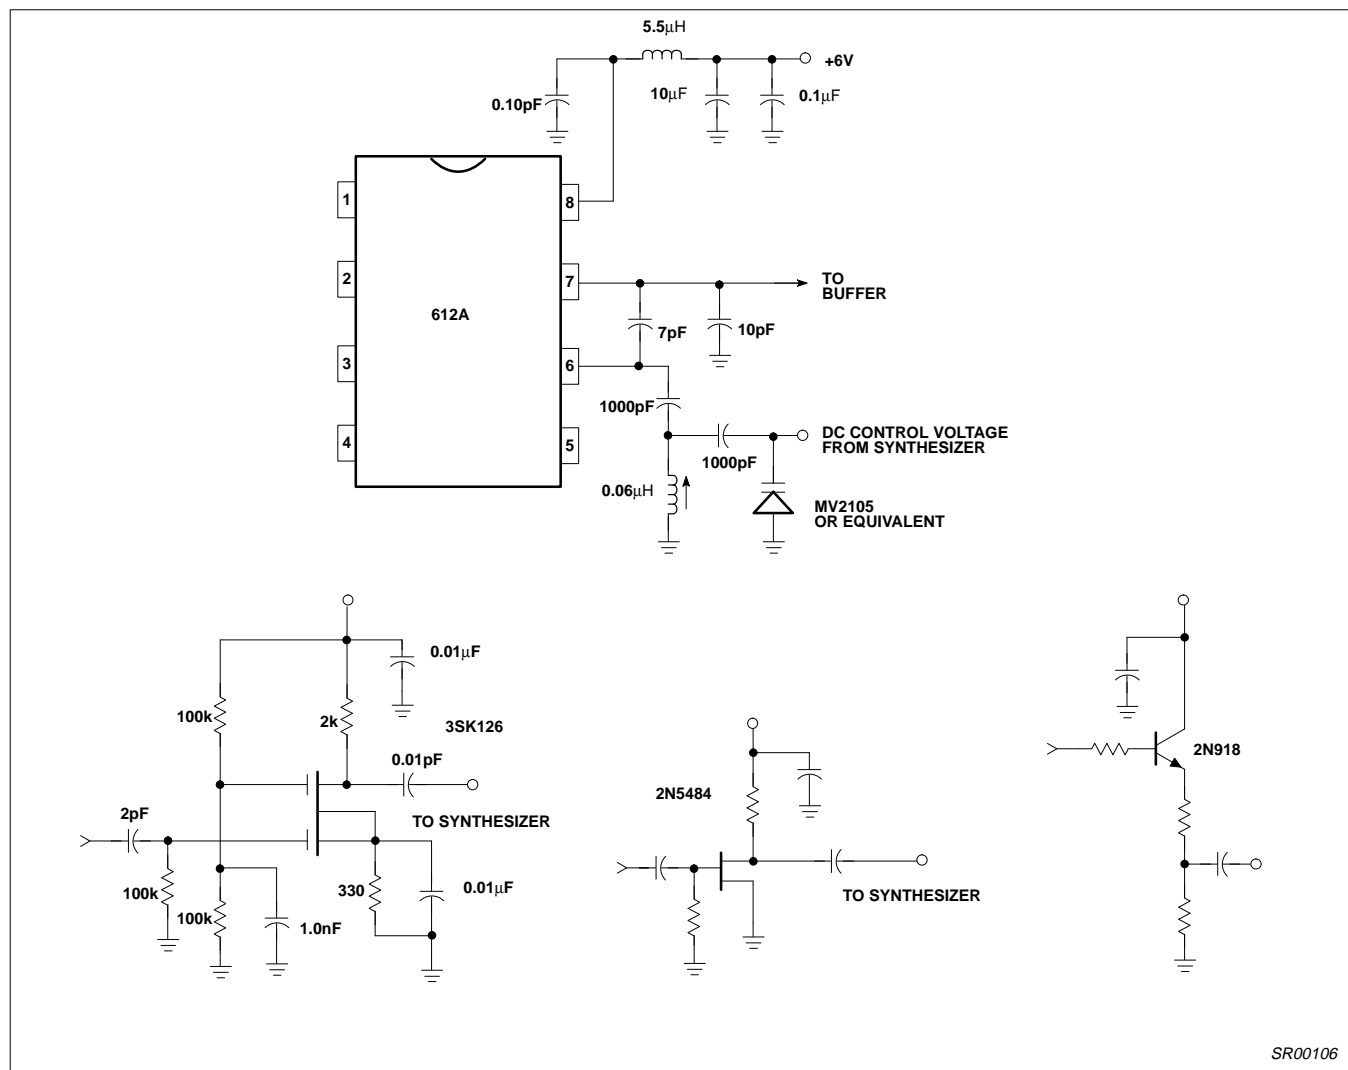 5.5µH
+6V
0.10pF
10µF
0.1µF
1
8
2
7
TO
BUFFER
612A
7pF
10pF
3
6
1000pF
4
5
DC CONTROL VOLTAGE
FROM SYNTHESIZER
1000pF
0.06µH
MV2105
OR EQUIVALENT
0.01µF
100k
2k
3SK126
0.01pF
2pF
TO SYNTHESIZER
100k
100k
1.0nF
330
0.01µF
2N5484
TO SYNTHESIZER
2N918
SR00106